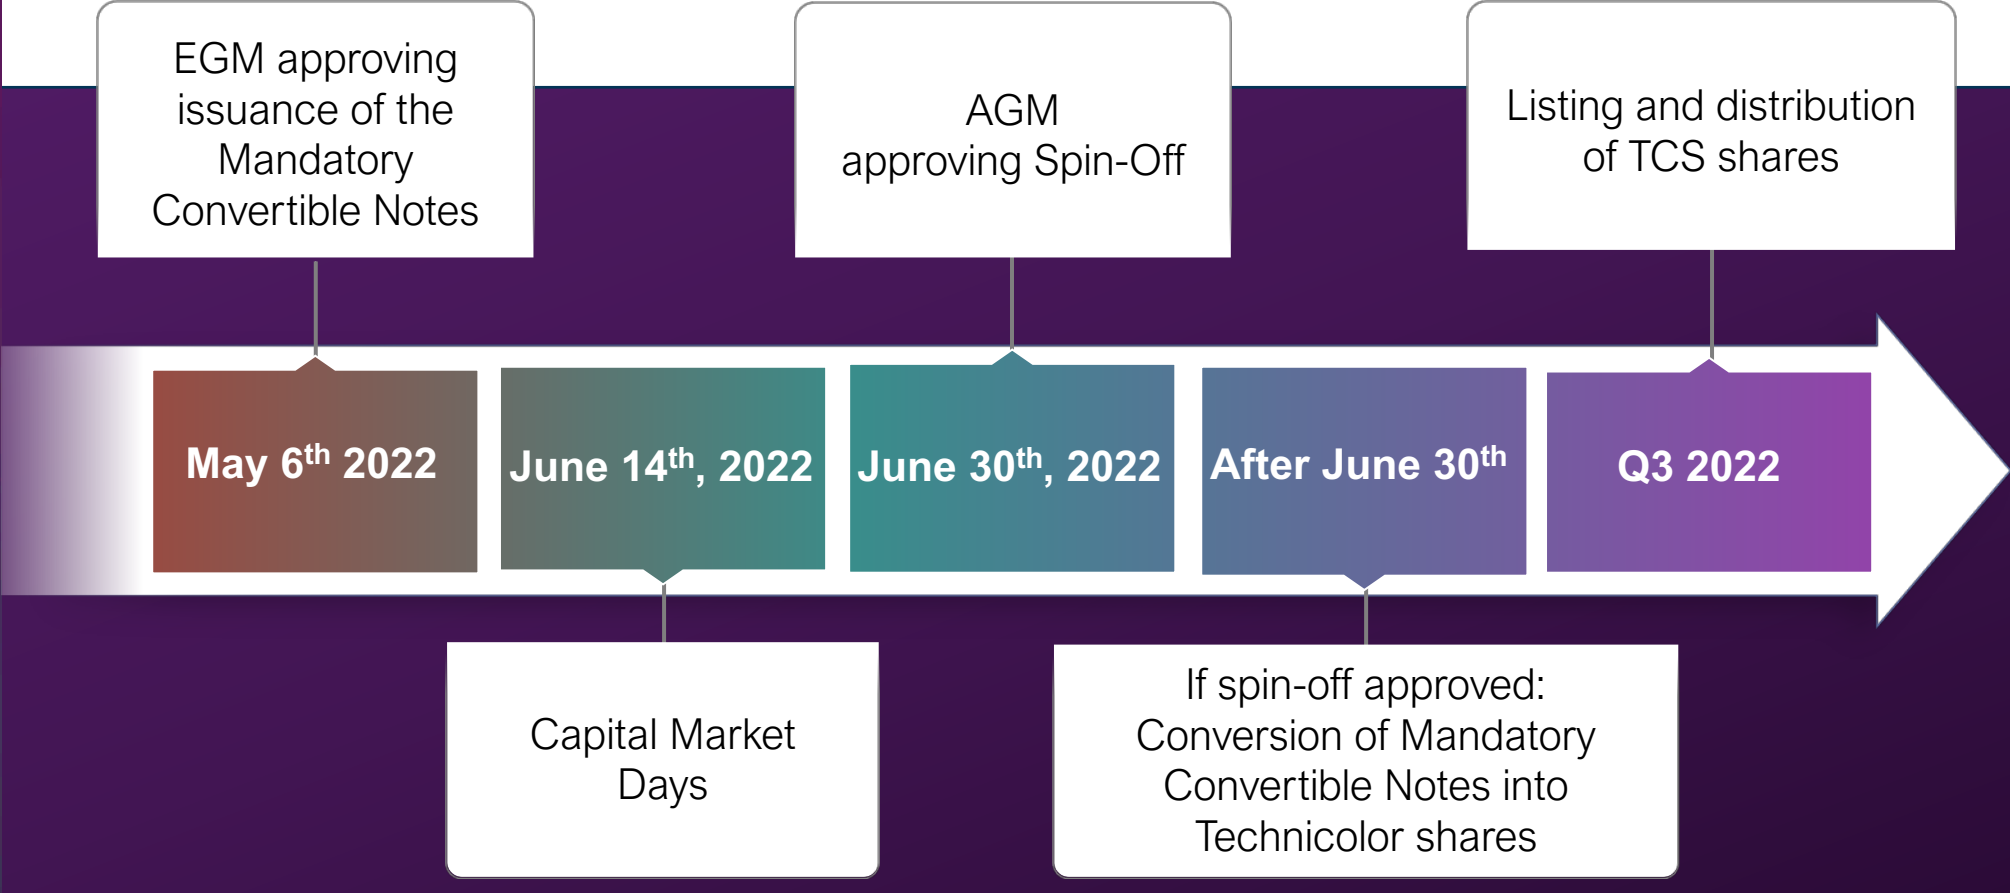 EGM approving
issuance of the
Mandatory
Convertible Notes
AGM
approving Spin-Off
Listing and distribution
of TCS shares
May 6th 2022
June 14th, 2022
June 30th, 2022
After June 30th
Q3 2022
Capital Market
Days
If spin-off approved:
Conversion of Mandatory
Convertible Notes into
Technicolor shares